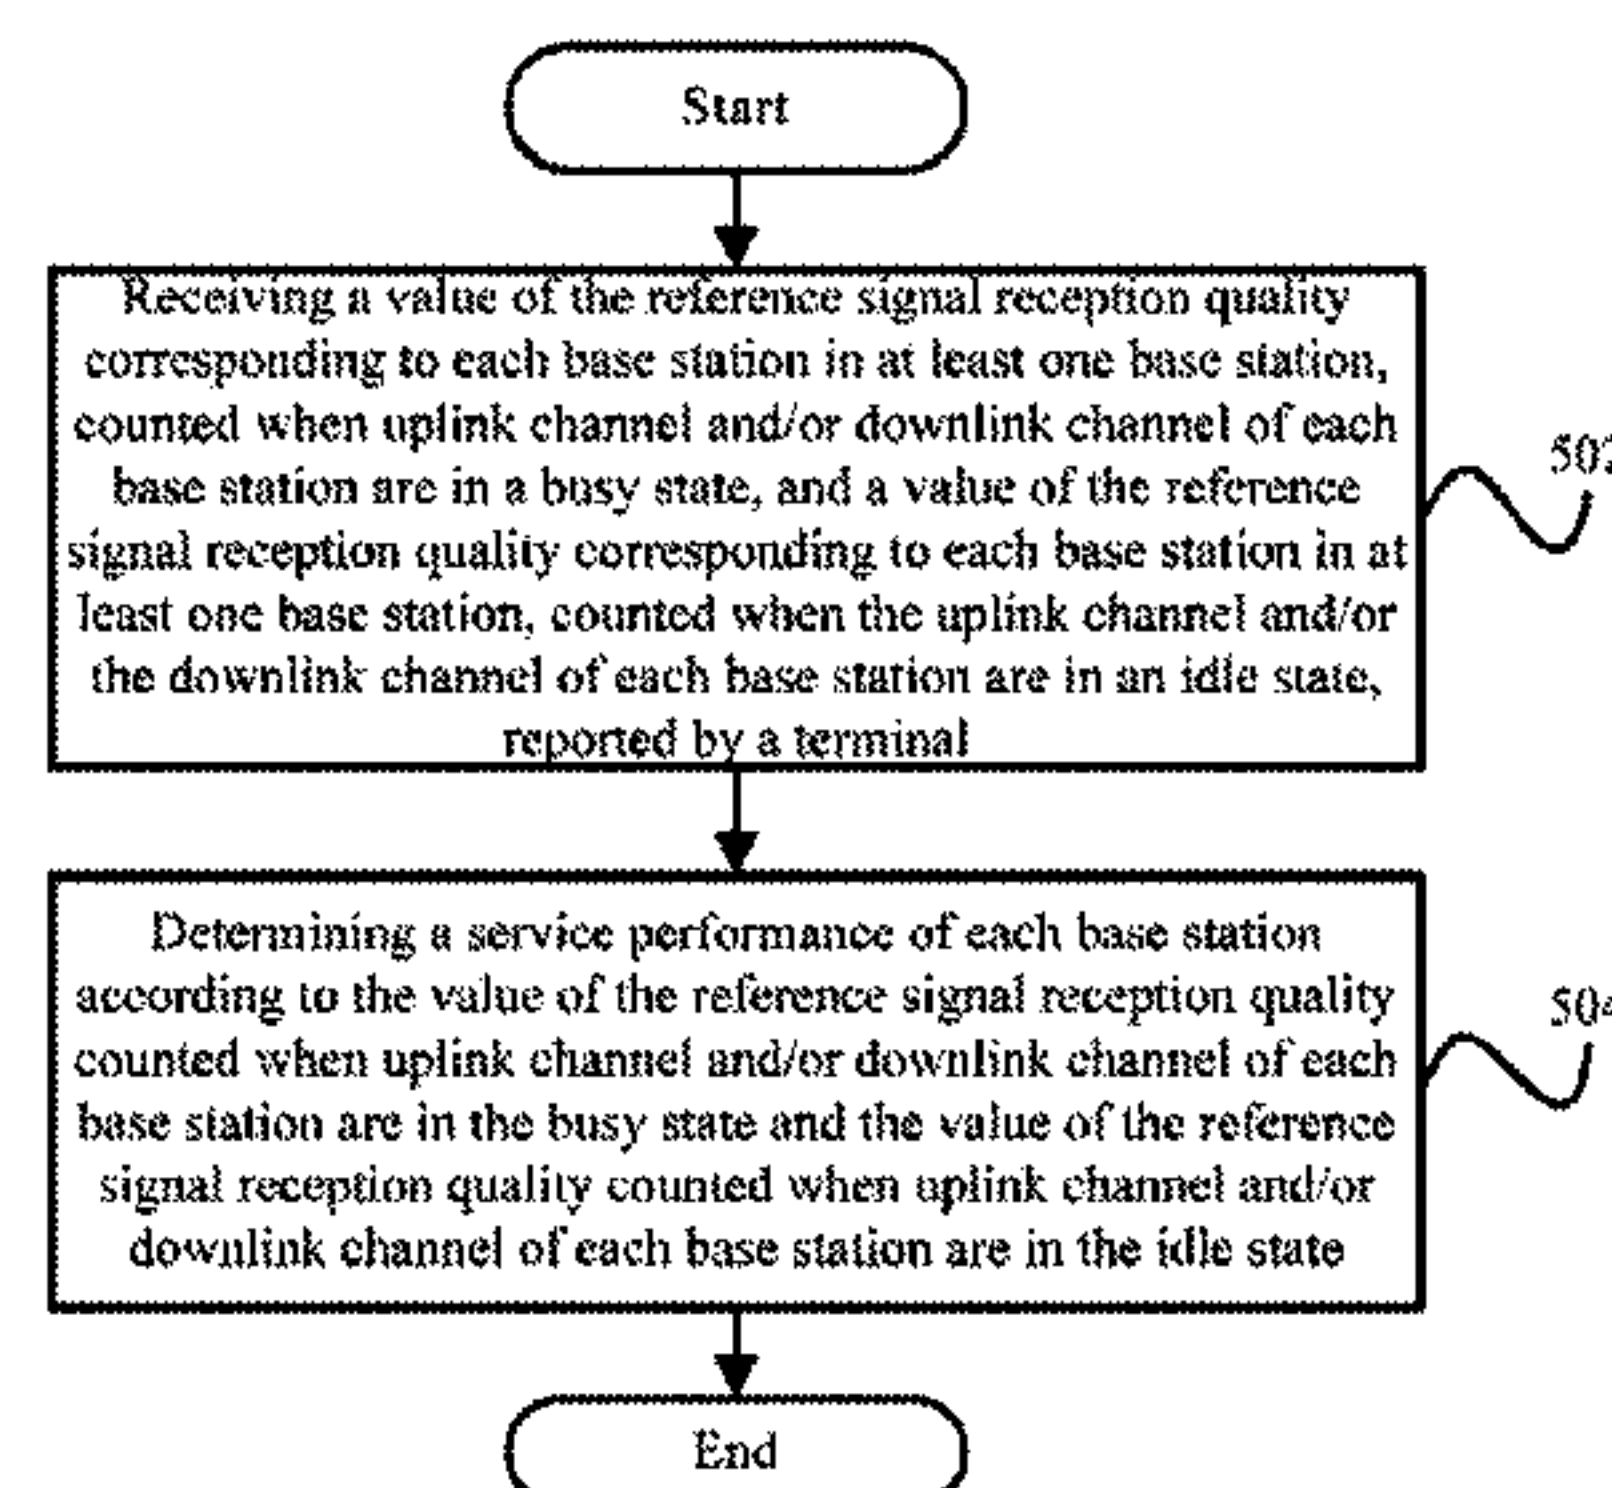 Start
Receiving a value of the reference signal reception quality
corresponding to each base station in at least one base station,
counted when uplink channel and/or downlink channel of each
base station are in a busy state, and a value of the reference
signal reception quality corresponding to each base station in at
least one base station, counted when the uplink channel and/or
the downlink channel of each base station are in an idle state,
reported by a terminal
502
Determining a service performance of each base station
according to the value of the reference signal reception quality
counted when uplink channel and/or downlink channel of each
base station are in the busy state and the value of the reference
signal reception quality counted when uplink channel and/or
downlink channel of each base station are in the idle state
504
End